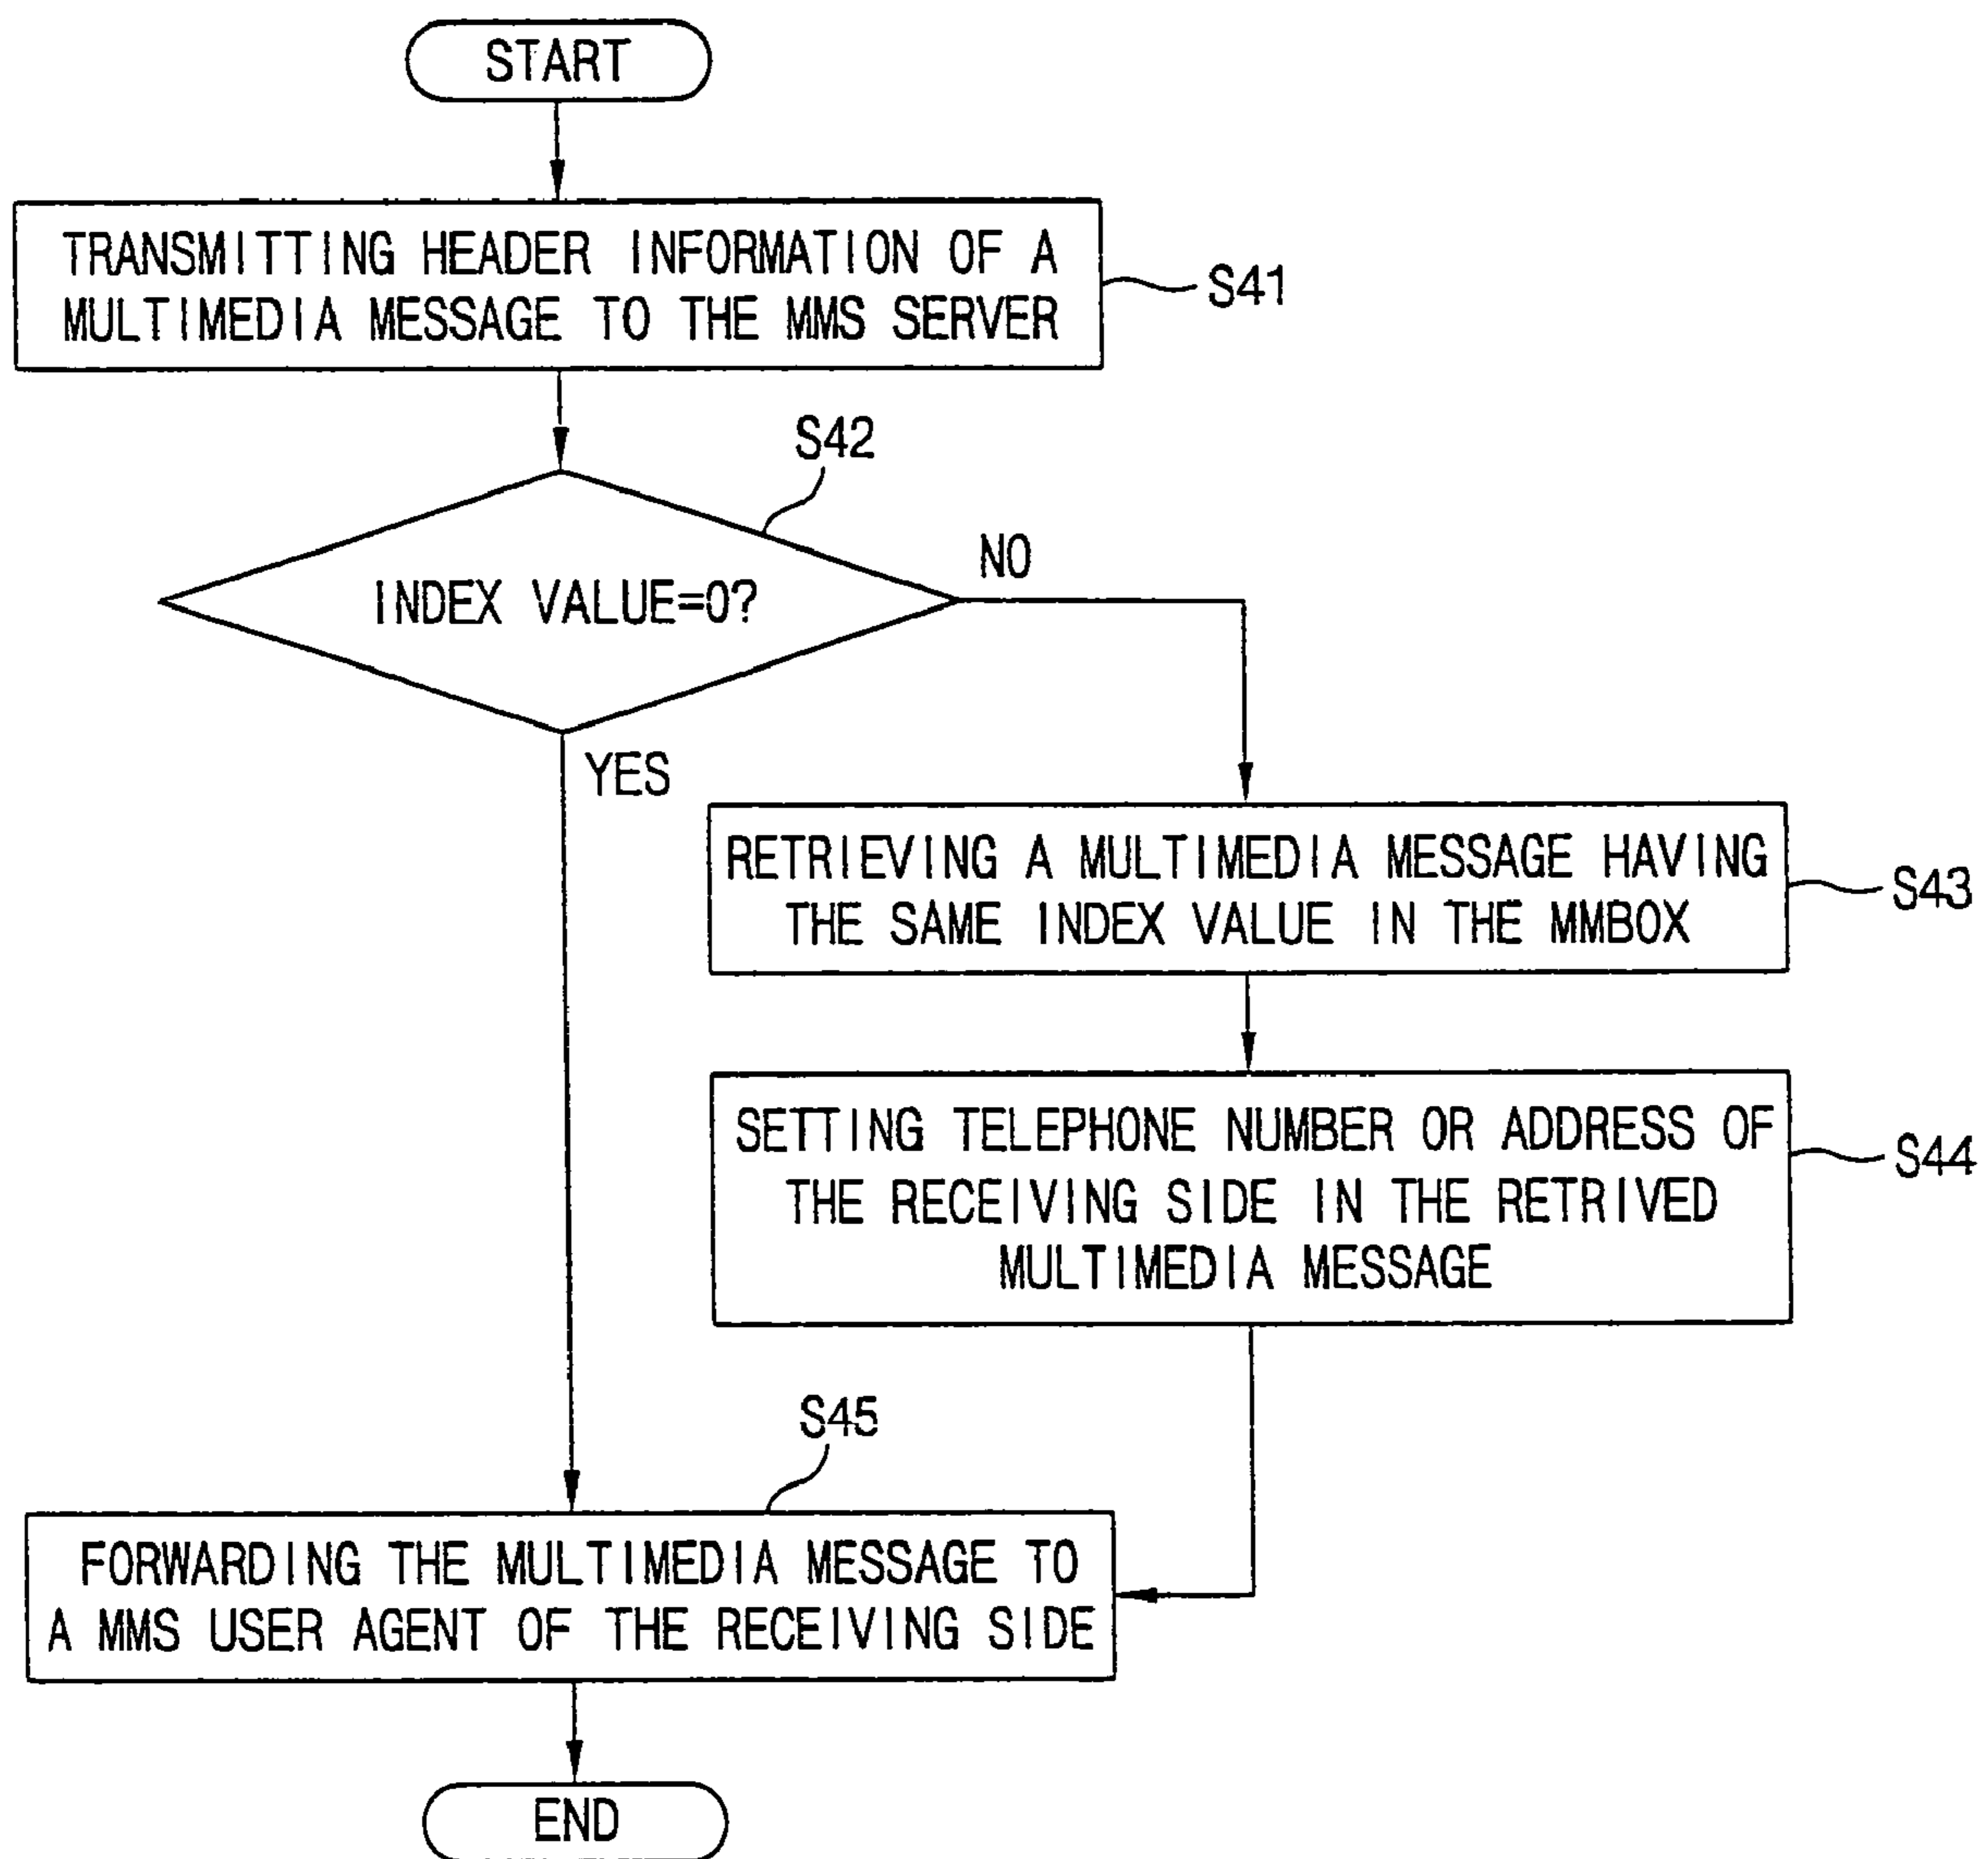 START
TRANSMITTING HEADER INFORMATION OF A
MULTIMEDIA MESSAGE TO THE MMS SERVER
S41
S42
INDEX VALUE=0?
NO
YES
RETRIEVING A MULTIMEDIA MESSAGE HAVING
THE SAME INDEX VALUE IN THE MMBOX
S43
SETTING TELEPHONE NUMBER OR ADDRESS OF
THE RECEIVING SIDE IN THE RETRIVED
MULTIMEDIA MESSAGE
S44
S45
FORWARDING THE MULTIMEDIA MESSAGE TO
A MMS USER AGENT OF THE RECEIVING SIDE
END